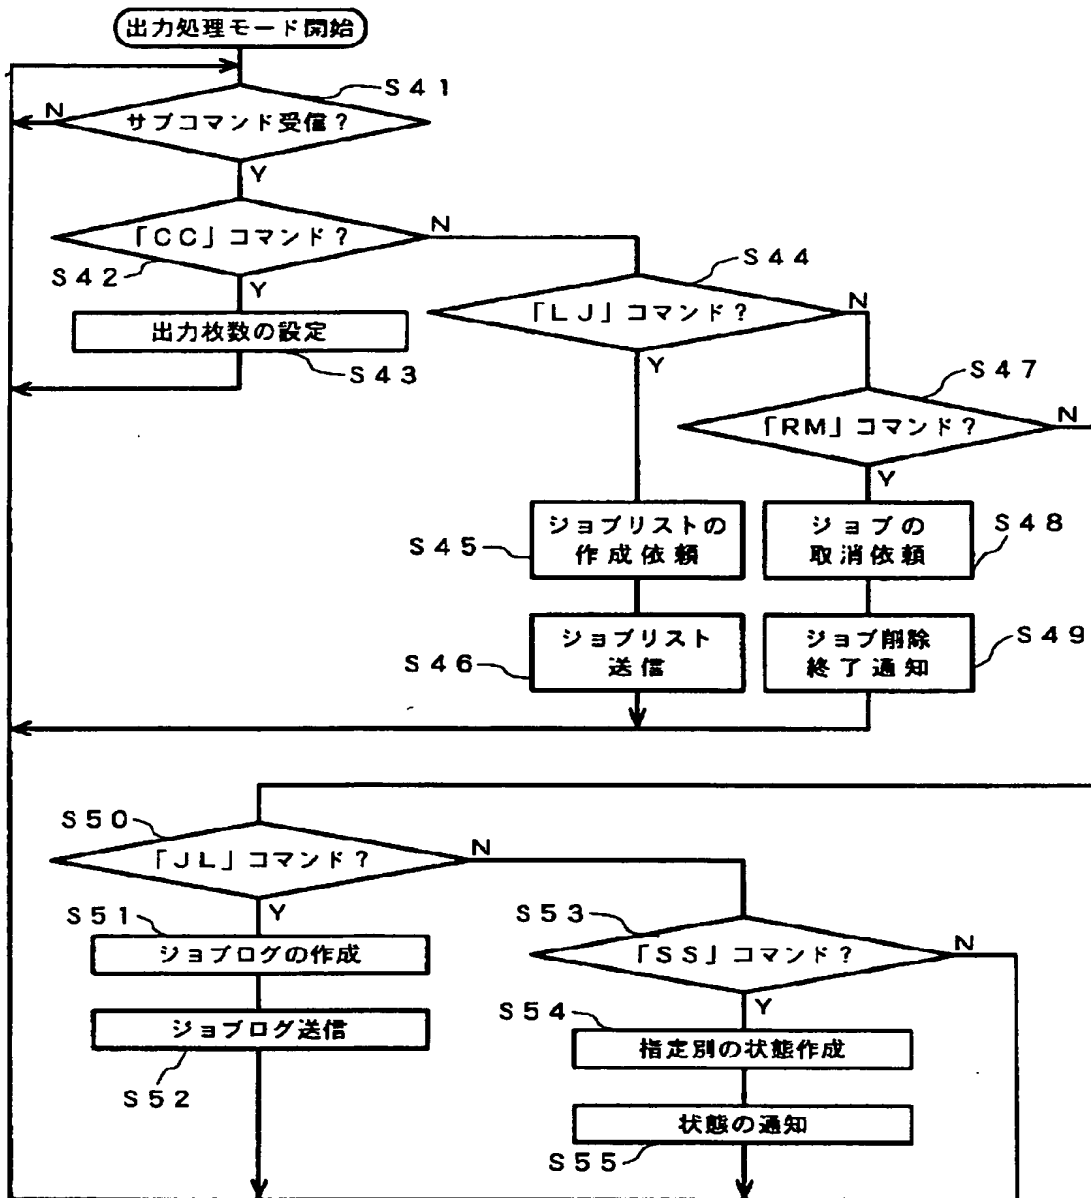 出力処理モード開始
S41
N
サブコマンド受信？
Y
「CC」コマンド？
N
S42
Y
S44
「LJ」コマンド？
N
出力枚数の設定
S43
Y
S47
「RM」コマンド？
N
Y
S45
ジョブリストの
作成依頼
ジョブの
取消依頼
S48
S46
ジョブリスト
送信
ジョブ削除
終了通知
S49
S50
「JL」コマンド？
N
Y
S51
ジョブログの作成
S53
「SS」コマンド？
N
Y
ジョブログ送信
S52
S54
指定別の状態作成
状態の通知
S55